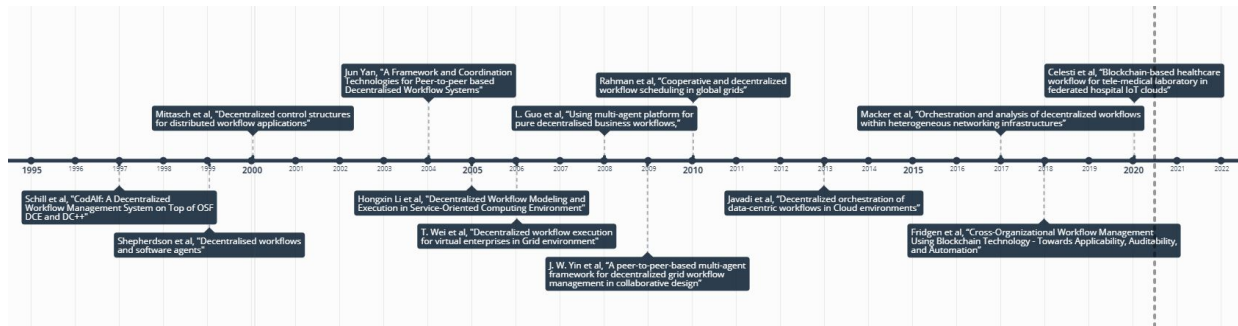 Celesti et al, “Blockchain-based healthcare
workflow for tele-medical laboratory in
federated hospital IoT clouds”
Jun Yan, “A Framework and Coordination
Technologies for Peer-to-peer based
Decentralised Workflow Systems”
Rahman et al, “Cooperative and decentralized
workflow scheduling in global grids”
Mittasch et al, “Decentralized control structures
for distributed workflow applications”
L. Guo et al, “Using multi-agent platform for
pure decentralised business workflows,”
Macker et al, “Orchestration and analysis of decentralized workflows
within heterogeneous networking infrastructures”
1995 1996 1997 1998 1999 2000 2001 2002 2003 2004 2005 2006 2007 2008 2009 2010 2011 2012 2013 2014 2015 2016 2017 2018 2019 2020 2021 2022
Schill et al, “CodAlf: A Decentralized
Workflow Management System on Top of OSF
DCE and DC++”
Hongxin Li et al, “Decentralized Workflow Modeling and
Execution in Service-Oriented Computing Environment”
Javadi et al, “Decentralized orchestration of
data-centric workflows in Cloud environments”
Shepherdson et al, “Decentralised workflows
and software agents”
T. Wei et al, “Decentralized workflow execution
for virtual enterprises in Grid environment”
Fridgen et al, “Cross-Organizational Workflow Management
Using Blockchain Technology - Towards Applicability, Auditability,
and Automation”
J. W. Yin et al, “A peer-to-peer-based multi-agent
framework for decentralized grid workflow
management in collaborative design”